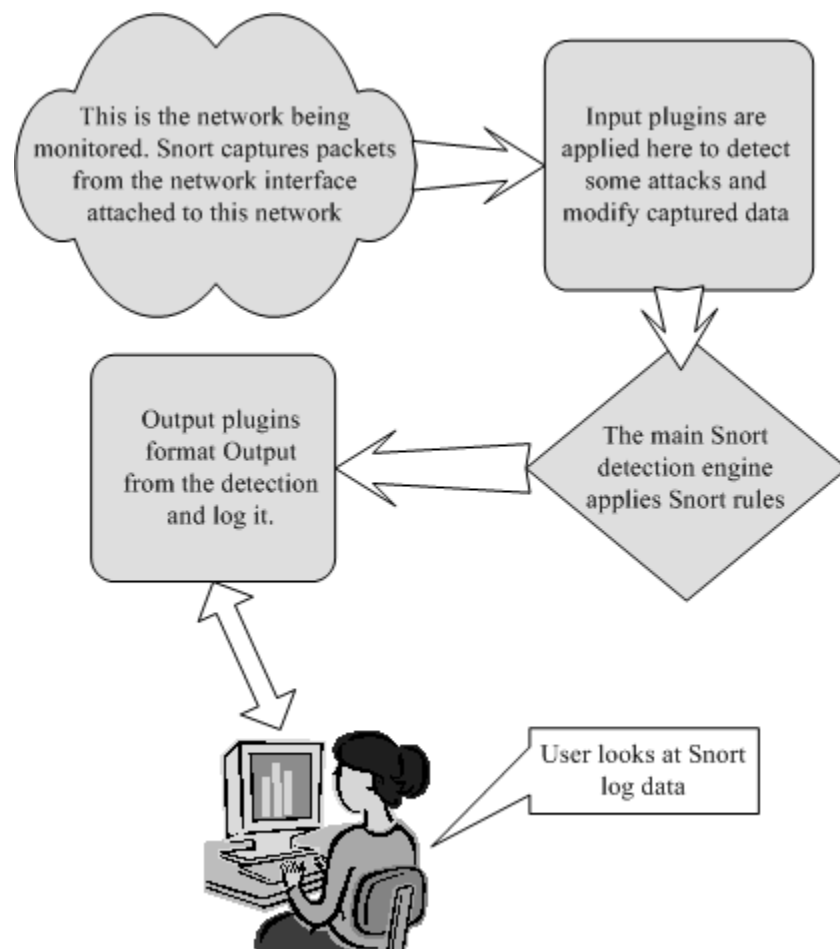 This is the network being
monitored. Snort captures packets
from the network interface
attached to this network
Input plugins are
applied here to detect
some attacks and
modify captured data
The main Snort
detection engine
applies Snort rules
Output plugins
format Output
from the detection
and log it.
User looks at Snort
log data